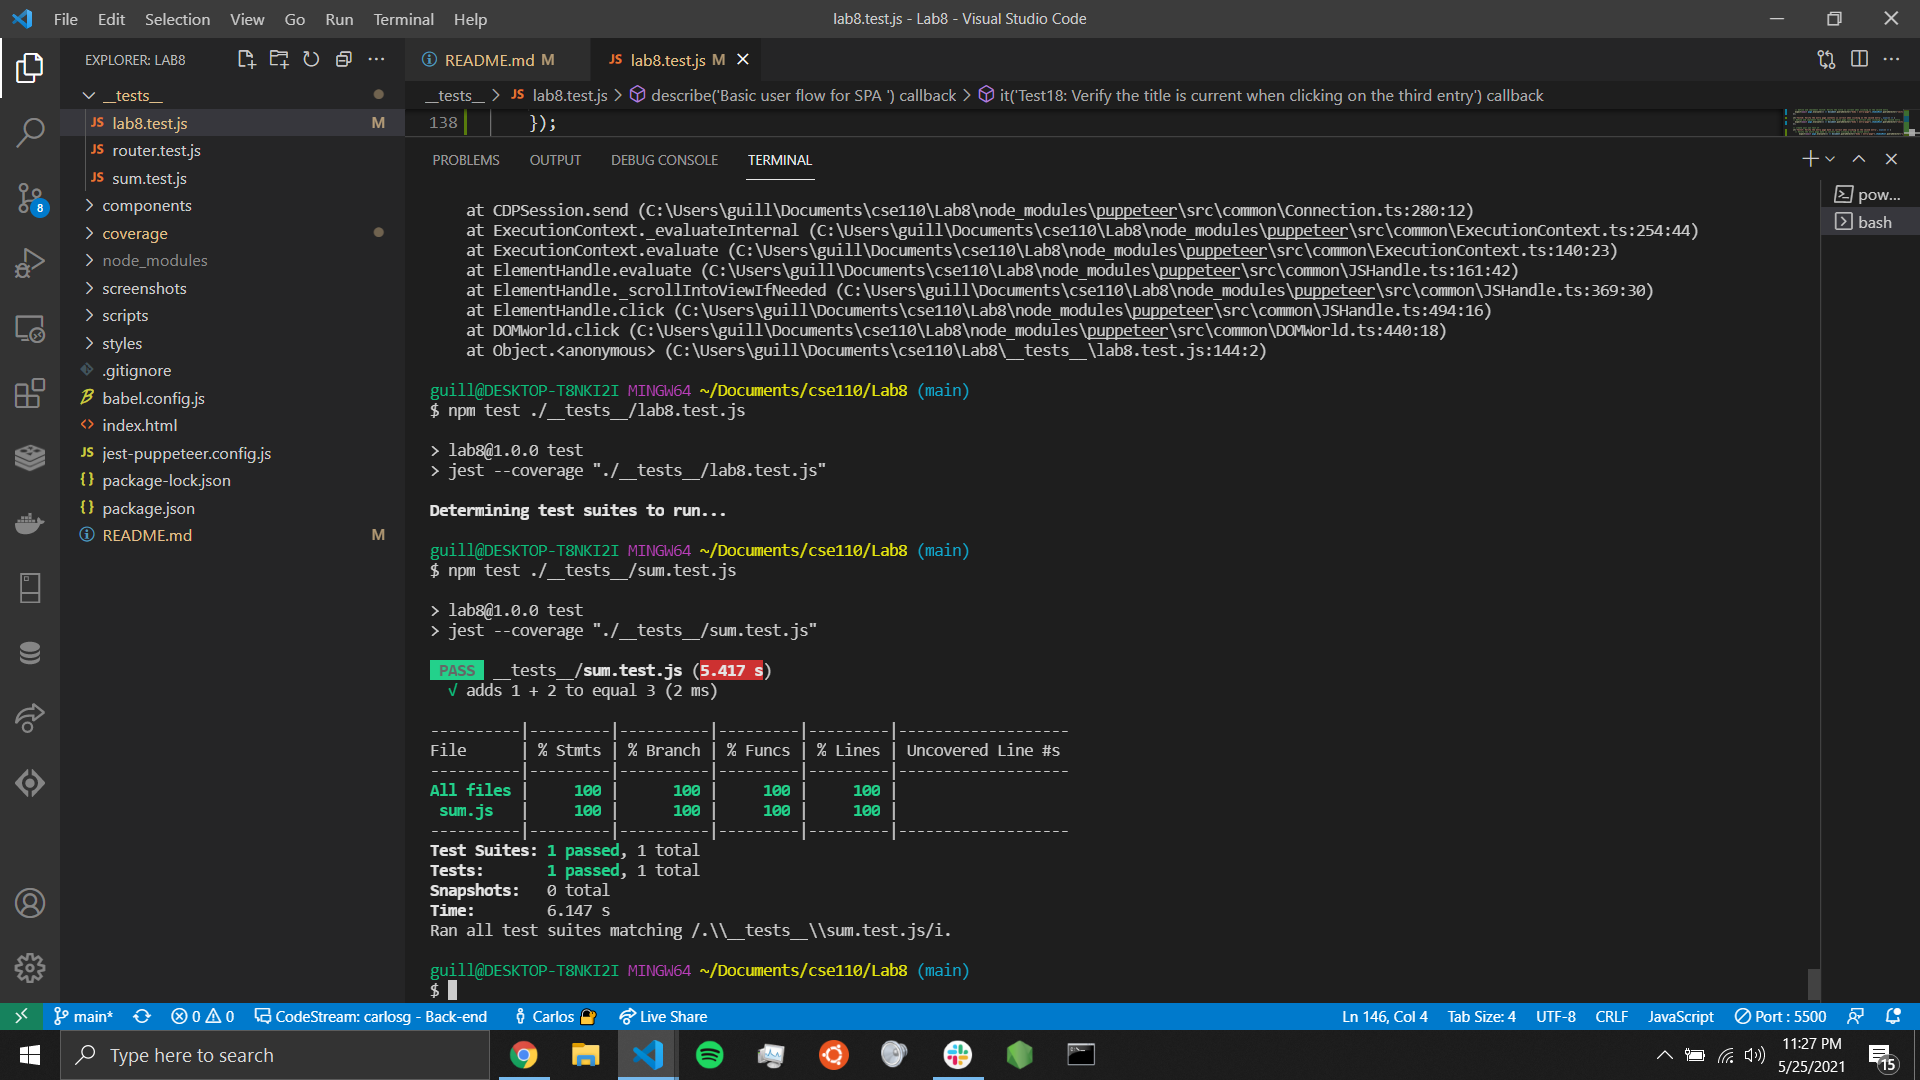 File Edit Selection View Go Run Terminal Help
lab8.test.js - Lab8 - Visual Studio Code
EXPLORER: LAB8
__tests__
lab8.test.js M
router.test.js
sum.test.js
components
coverage
node_modules
screenshots
scripts
styles
.gitignore
babel.config.js
index.html
jest-puppeteer.config.js
package-lock.json
package.json
README.md M
8
README.md M
JS lab8.test.js M
__tests__ > JS lab8.test.js > describe('Basic user flow for SPA ') callback > it('Test18: Verify the title is current when clicking on the third entry') callback
138 });
PROBLEMS OUTPUT DEBUG CONSOLE TERMINAL
pow...
bash
at CDPSession.send (C:\Users\guill\Documents\cse110\Lab8\node_modules\puppeteer\src\common\Connection.ts:280:12)
at ExecutionContext._evaluateInternal (C:\Users\guill\Documents\cse110\Lab8\node_modules\puppeteer\src\common\ExecutionContext.ts:254:44)
at ExecutionContext.evaluate (C:\Users\guill\Documents\cse110\Lab8\node_modules\puppeteer\src\common\ExecutionContext.ts:140:23)
at ElementHandle.evaluate (C:\Users\guill\Documents\cse110\Lab8\node_modules\puppeteer\src\common\JSHandle.ts:161:42)
at ElementHandle._scrollIntoViewIfNeeded (C:\Users\guill\Documents\cse110\Lab8\node_modules\puppeteer\src\common\JSHandle.ts:369:30)
at ElementHandle.click (C:\Users\guill\Documents\cse110\Lab8\node_modules\puppeteer\src\common\JSHandle.ts:494:16)
at DOMWorld.click (C:\Users\guill\Documents\cse110\Lab8\node_modules\puppeteer\src\common\DOMWorld.ts:440:18)
at Object.<anonymous> (C:\Users\guill\Documents\cse110\Lab8\__tests__\lab8.test.js:144:2)
guill@DESKTOP-T8NKI2I MINGW64 ~/Documents/cse110/Lab8 (main)
$ npm test ./__tests__/lab8.test.js
> lab8@1.0.0 test
> jest --coverage "./__tests__/lab8.test.js"
Determining test suites to run...
guill@DESKTOP-T8NKI2I MINGW64 ~/Documents/cse110/Lab8 (main)
$ npm test ./__tests__/sum.test.js
> lab8@1.0.0 test
> jest --coverage "./__tests__/sum.test.js"
PASS __tests__/sum.test.js (5.417 s)
√ adds 1 + 2 to equal 3 (2 ms)
----------|---------|----------|---------|---------|-------------------
File      | % Stmts | % Branch | % Funcs | % Lines | Uncovered Line #s
----------|---------|----------|---------|---------|-------------------
All files |     100 |      100 |     100 |     100 |
 sum.js   |     100 |      100 |     100 |     100 |
----------|---------|----------|---------|---------|-------------------
Test Suites: 1 passed, 1 total
Tests: 1 passed, 1 total
Snapshots: 0 total
Time: 6.147 s
Ran all test suites matching /.\\__tests__\\sum.test.js/i.
guill@DESKTOP-T8NKI2I MINGW64 ~/Documents/cse110/Lab8 (main)
$
main* 0 0 CodeStream: carlosg - Back-end Carlos Live Share
Ln 146, Col 4 Tab Size: 4 UTF-8 CRLF JavaScript Port : 5500
Type here to search
11:27 PM
5/25/2021
15